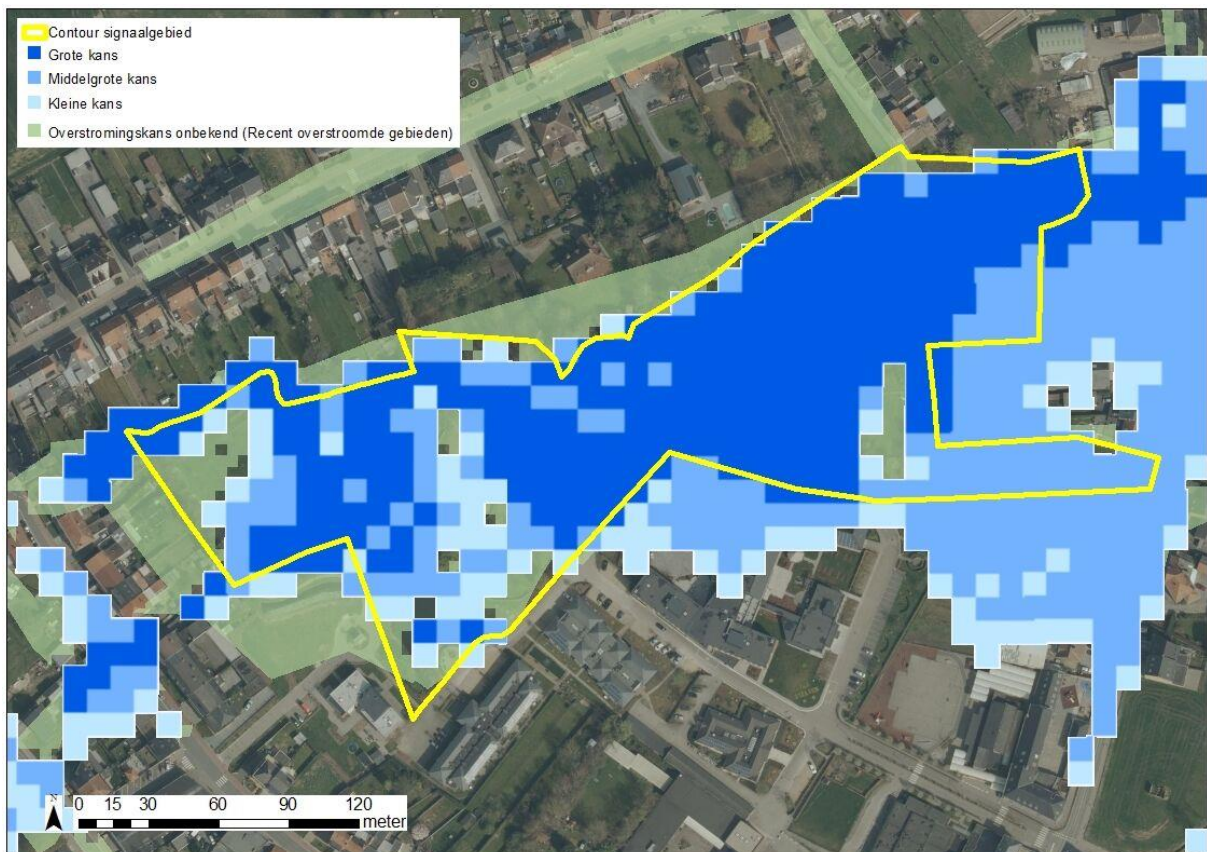 Contour signaalgebied
Grote kans
Middelgrote kans
Kleine kans
Overstromingskans onbekend (Recent overstroomde gebieden)
N
0 15 30 60 90 120
meter